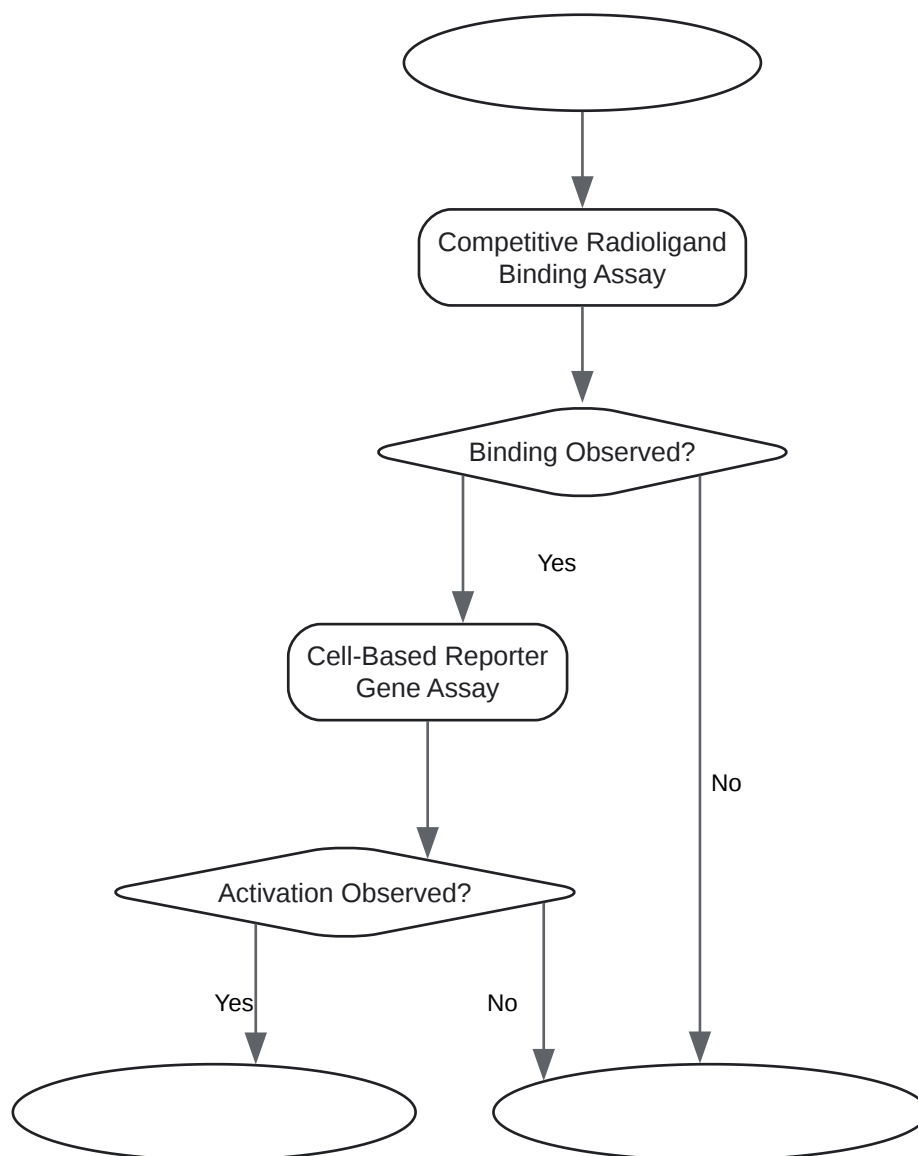 Competitive Radioligand
Binding Assay
Binding Observed?
Yes
Cell-Based Reporter
Gene Assay
No
Activation Observed?
Yes
No